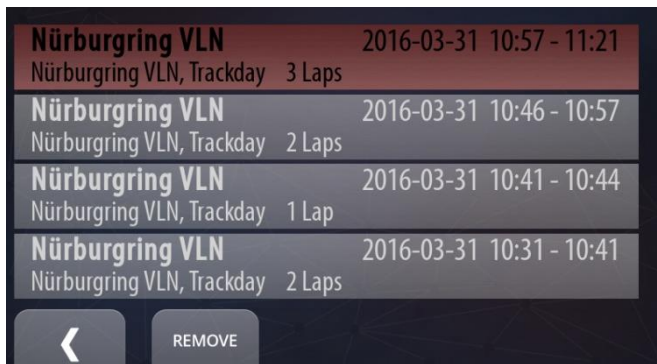 Nürburgring VLN 2016-03-31 10:57 - 11:21
Nürburgring VLN, Trackday 3 Laps
Nürburgring VLN 2016-03-31 10:46 - 10:57
Nürburgring VLN, Trackday 2 Laps
Nürburgring VLN 2016-03-31 10:41 - 10:44
Nürburgring VLN, Trackday 1 Lap
Nürburgring VLN 2016-03-31 10:31 - 10:41
Nürburgring VLN, Trackday 2 Laps
REMOVE